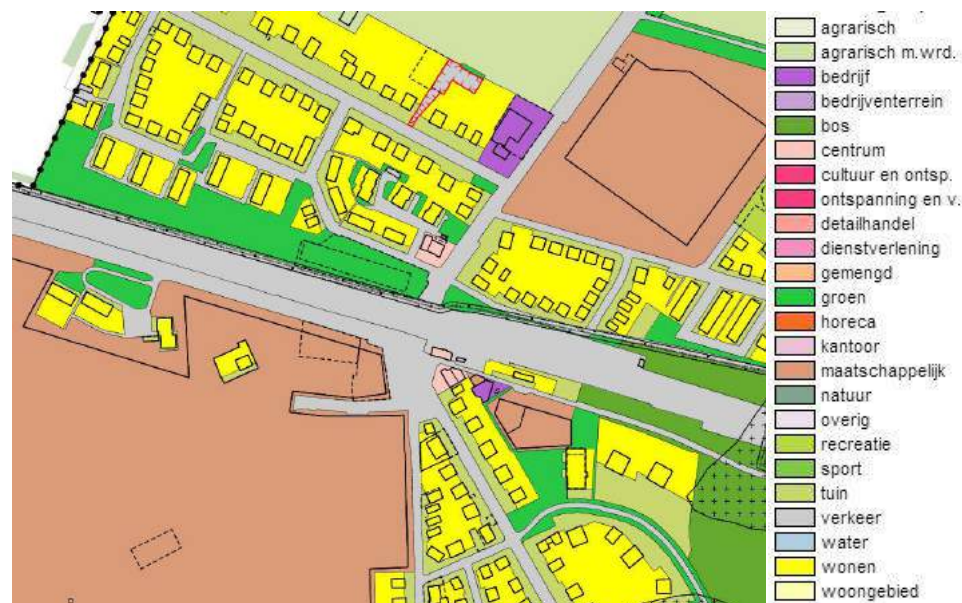 agrarisch
agrarisch m.wrd.
bedrijf
bedrijventerrein
bos
centrum
cultuur en ontsp.
ontspanning en v.
detailhandel
dienstverlening
gemengd
groen
horeca
kantoor
maatschappelijk
natuur
overig
recreatie
sport
tuin
verkeer
water
wonen
woongebied